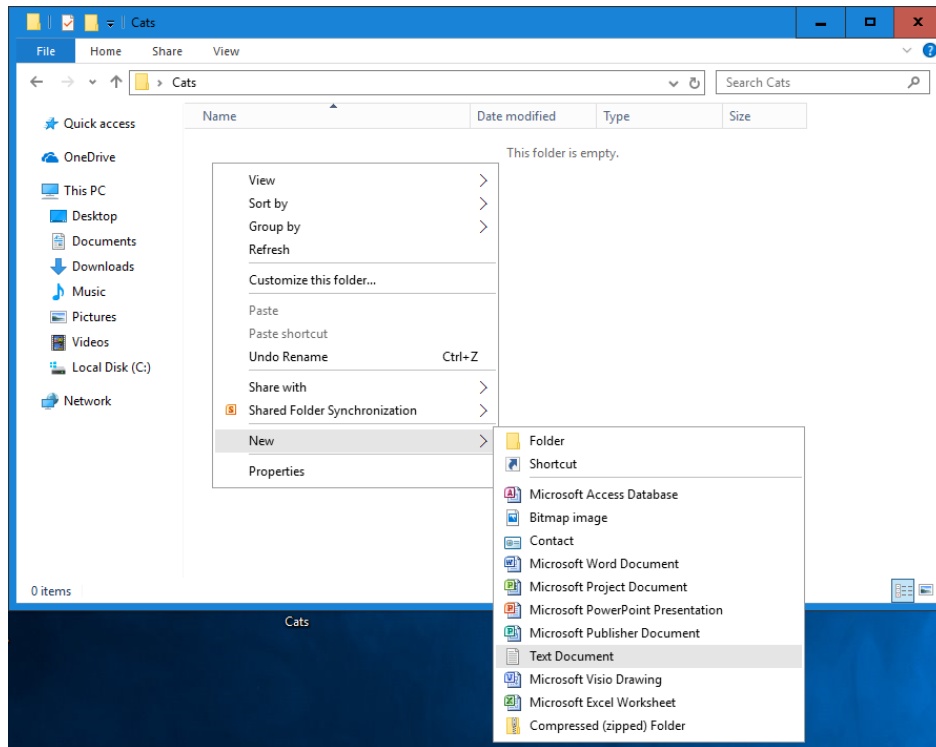 Cats
File Home Share View
Cats Search Cats
Name Date modified Type Size
This folder is empty.
Quick access
OneDrive
This PC
Desktop
Documents
Downloads
Music
Pictures
Videos
Local Disk (C:)
Network
View
Sort by
Group by
Refresh
Customize this folder...
Paste
Paste shortcut
Undo Rename Ctrl+Z
Share with
Shared Folder Synchronization
New
Properties
Folder
Shortcut
Microsoft Access Database
Bitmap image
Contact
Microsoft Word Document
Microsoft Project Document
Microsoft PowerPoint Presentation
Microsoft Publisher Document
Text Document
Microsoft Visio Drawing
Microsoft Excel Worksheet
Compressed (zipped) Folder
0 items
Cats